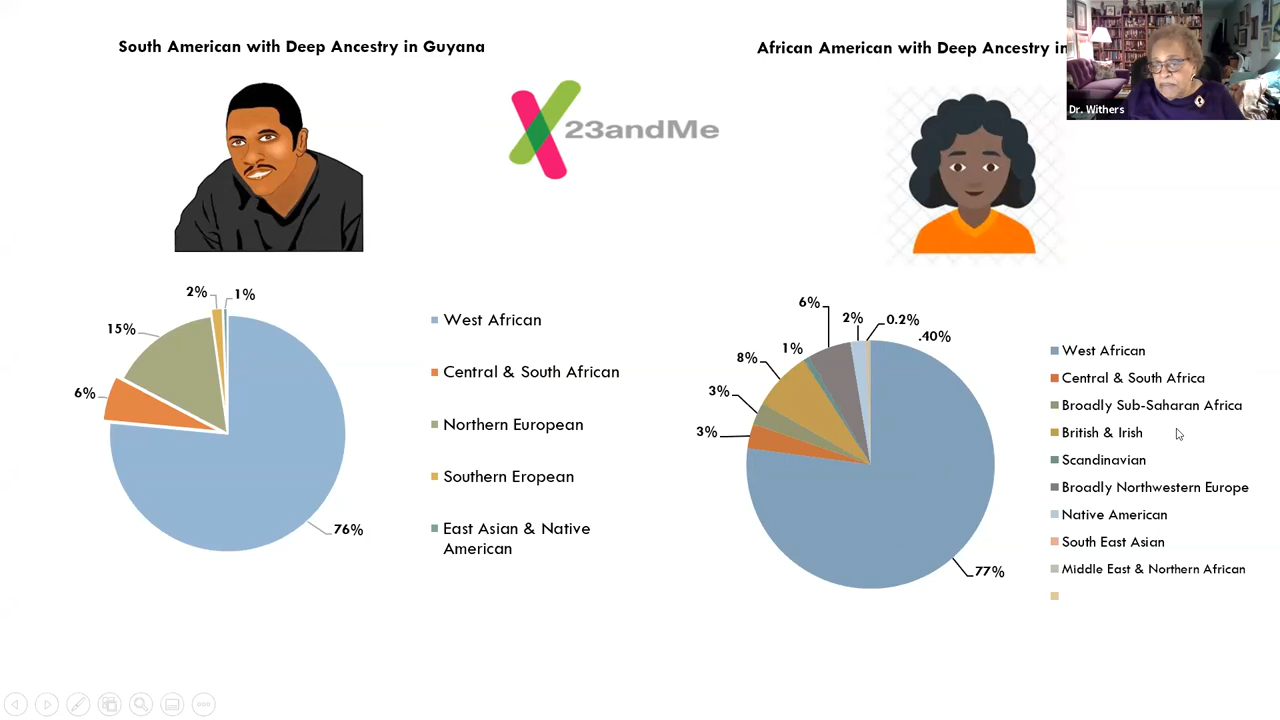 South American with Deep Ancestry in Guyana
African American with Deep Ancestry in
Dr. Withers
23andMe
2%
1%
15%
6%
76%
West African
Central & South African
Northern European
Southern Eropean
East Asian & Native
American
6%
2%
0.2%
.40%
1%
8%
3%
3%
77%
West African
Central & South Africa
Broadly Sub-Saharan Africa
British & Irish
Scandinavian
Broadly Northwestern Europe
Native American
South East Asian
Middle East & Northern African